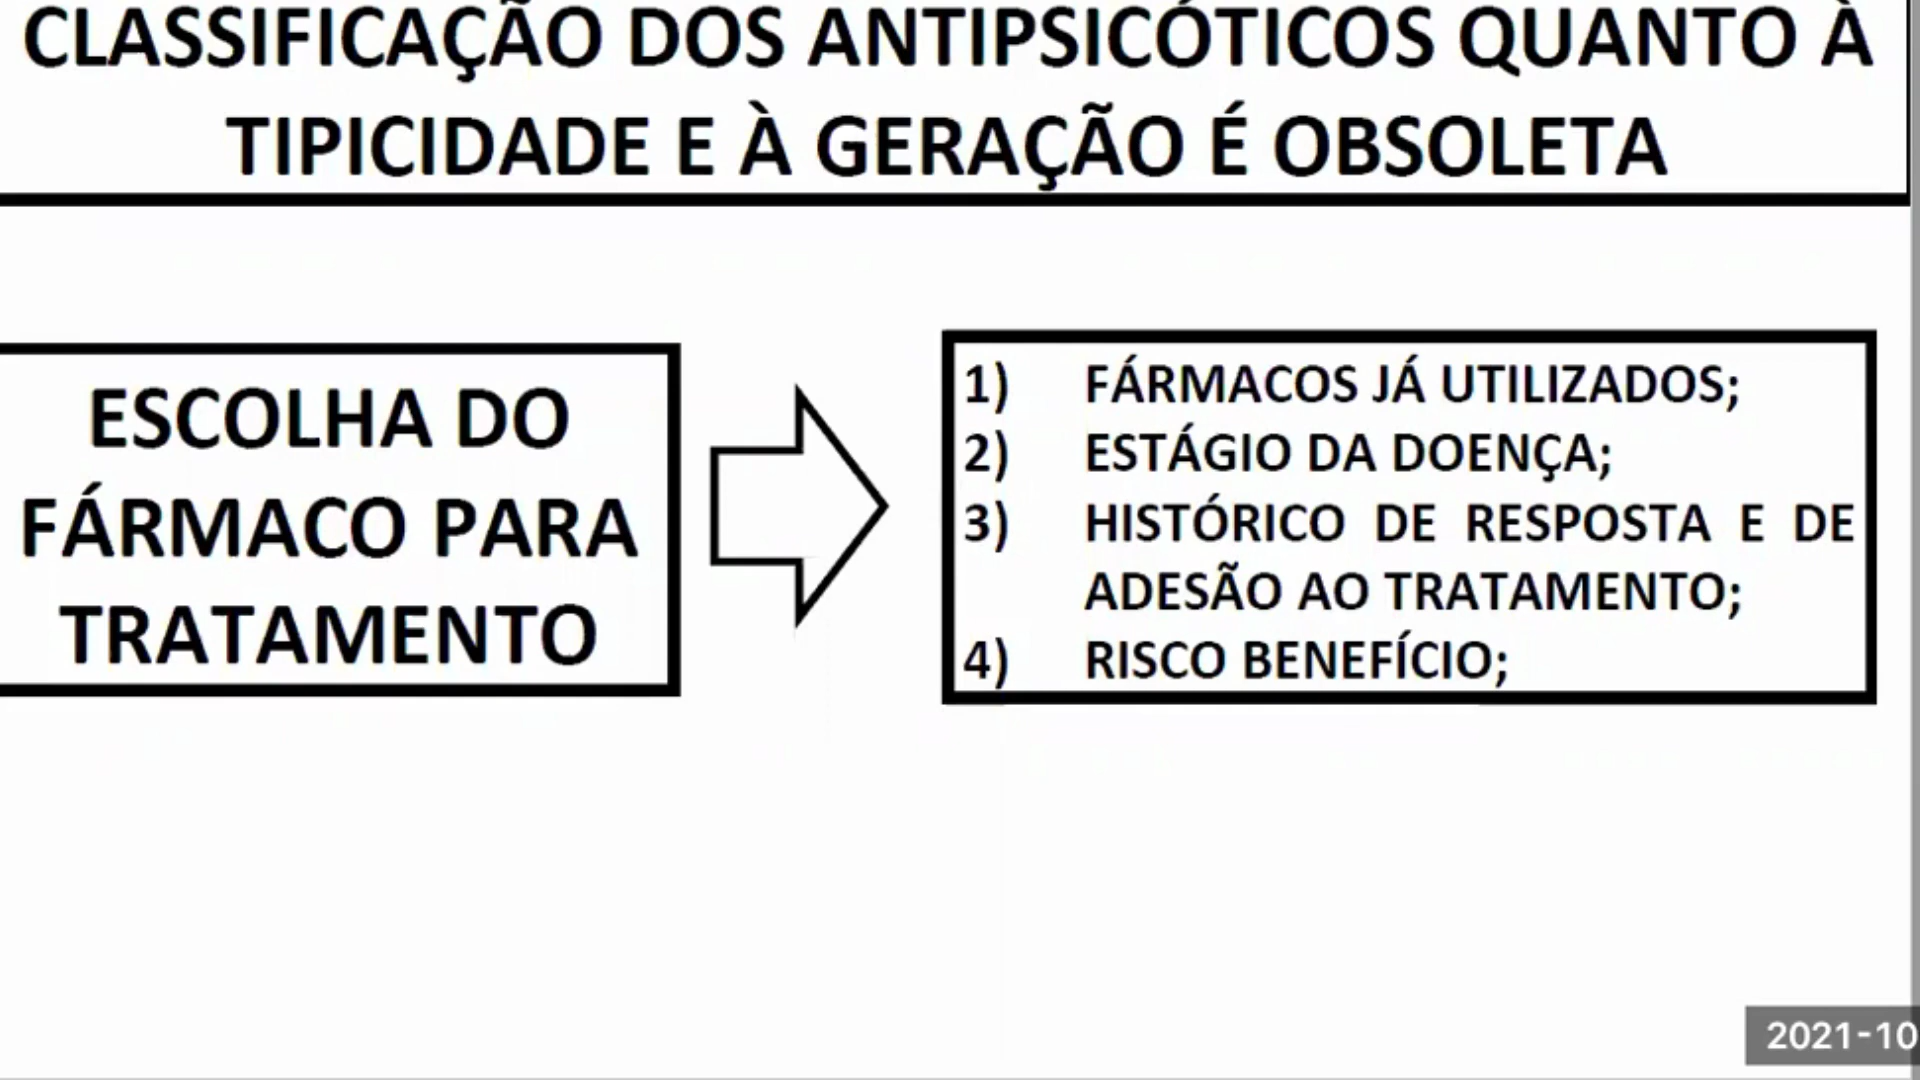 CLASSIFICAÇÃO DOS ANTIPSICÓTICOS QUANTO À
TIPICIDADE E À GERAÇÃO É OBSOLETA
ESCOLHA DO
FÁRMACO PARA
TRATAMENTO
1) FÁRMACOS JÁ UTILIZADOS;
2) ESTÁGIO DA DOENÇA;
3) HISTÓRICO DE RESPOSTA E DE
ADESÃO AO TRATAMENTO;
4) RISCO BENEFÍCIO;
2021-10